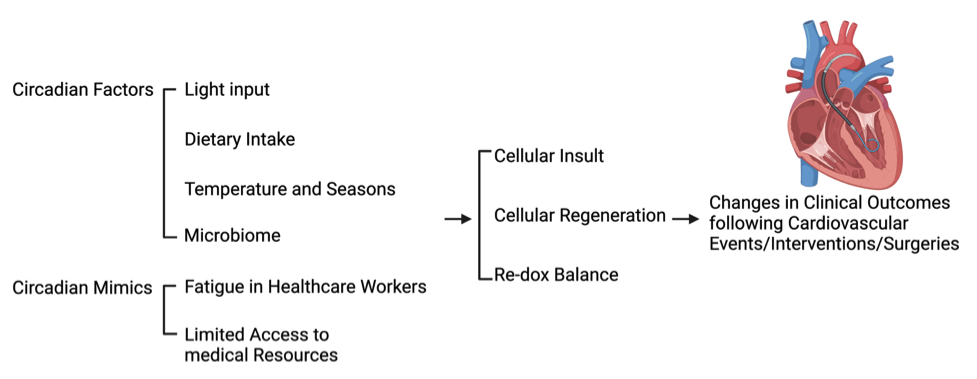 Circadian Factors
Light input
Dietary Intake
Temperature and Seasons
Microbiome
Circadian Mimics
Fatigue in Healthcare Workers
Limited Access to
medical Resources
Cellular Insult
Cellular Regeneration
Re-dox Balance
Changes in Clinical Outcomes
following Cardiovascular
Events/Interventions/Surgeries